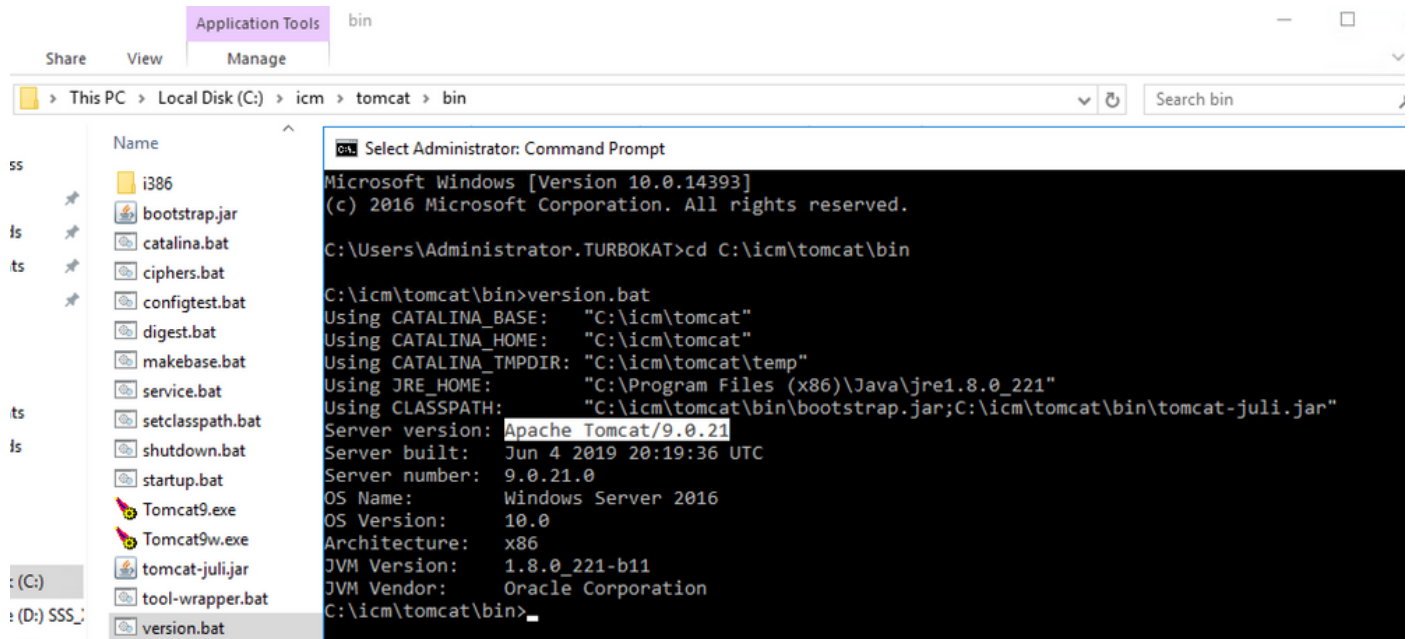 Application Tools bin
Share View Manage
This PC > Local Disk (C:) > icm > tomcat > bin
Search bin
Name
i386
bootstrap.jar
catalina.bat
ciphers.bat
configtest.bat
digest.bat
makebase.bat
service.bat
setclasspath.bat
shutdown.bat
startup.bat
Tomcat9.exe
Tomcat9w.exe
tomcat-juli.jar
tool-wrapper.bat
version.bat
ss
ds
ts
ts
ds
(C:)
(D:) SSS_
Select Administrator: Command Prompt
Microsoft Windows [Version 10.0.14393]
(c) 2016 Microsoft Corporation. All rights reserved.
C:\Users\Administrator.TURBOKAT>cd C:\icm\tomcat\bin
C:\icm\tomcat\bin>version.bat
Using CATALINA_BASE: "C:\icm\tomcat"
Using CATALINA_HOME: "C:\icm\tomcat"
Using CATALINA_TMPDIR: "C:\icm\tomcat\temp"
Using JRE_HOME: "C:\Program Files (x86)\Java\jre1.8.0_221"
Using CLASSPATH: "C:\icm\tomcat\bin\bootstrap.jar;C:\icm\tomcat\bin\tomcat-juli.jar"
Server version: Apache Tomcat/9.0.21
Server built: Jun 4 2019 20:19:36 UTC
Server number: 9.0.21.0
OS Name: Windows Server 2016
OS Version: 10.0
Architecture: x86
JVM Version: 1.8.0_221-b11
JVM Vendor: Oracle Corporation
C:\icm\tomcat\bin>